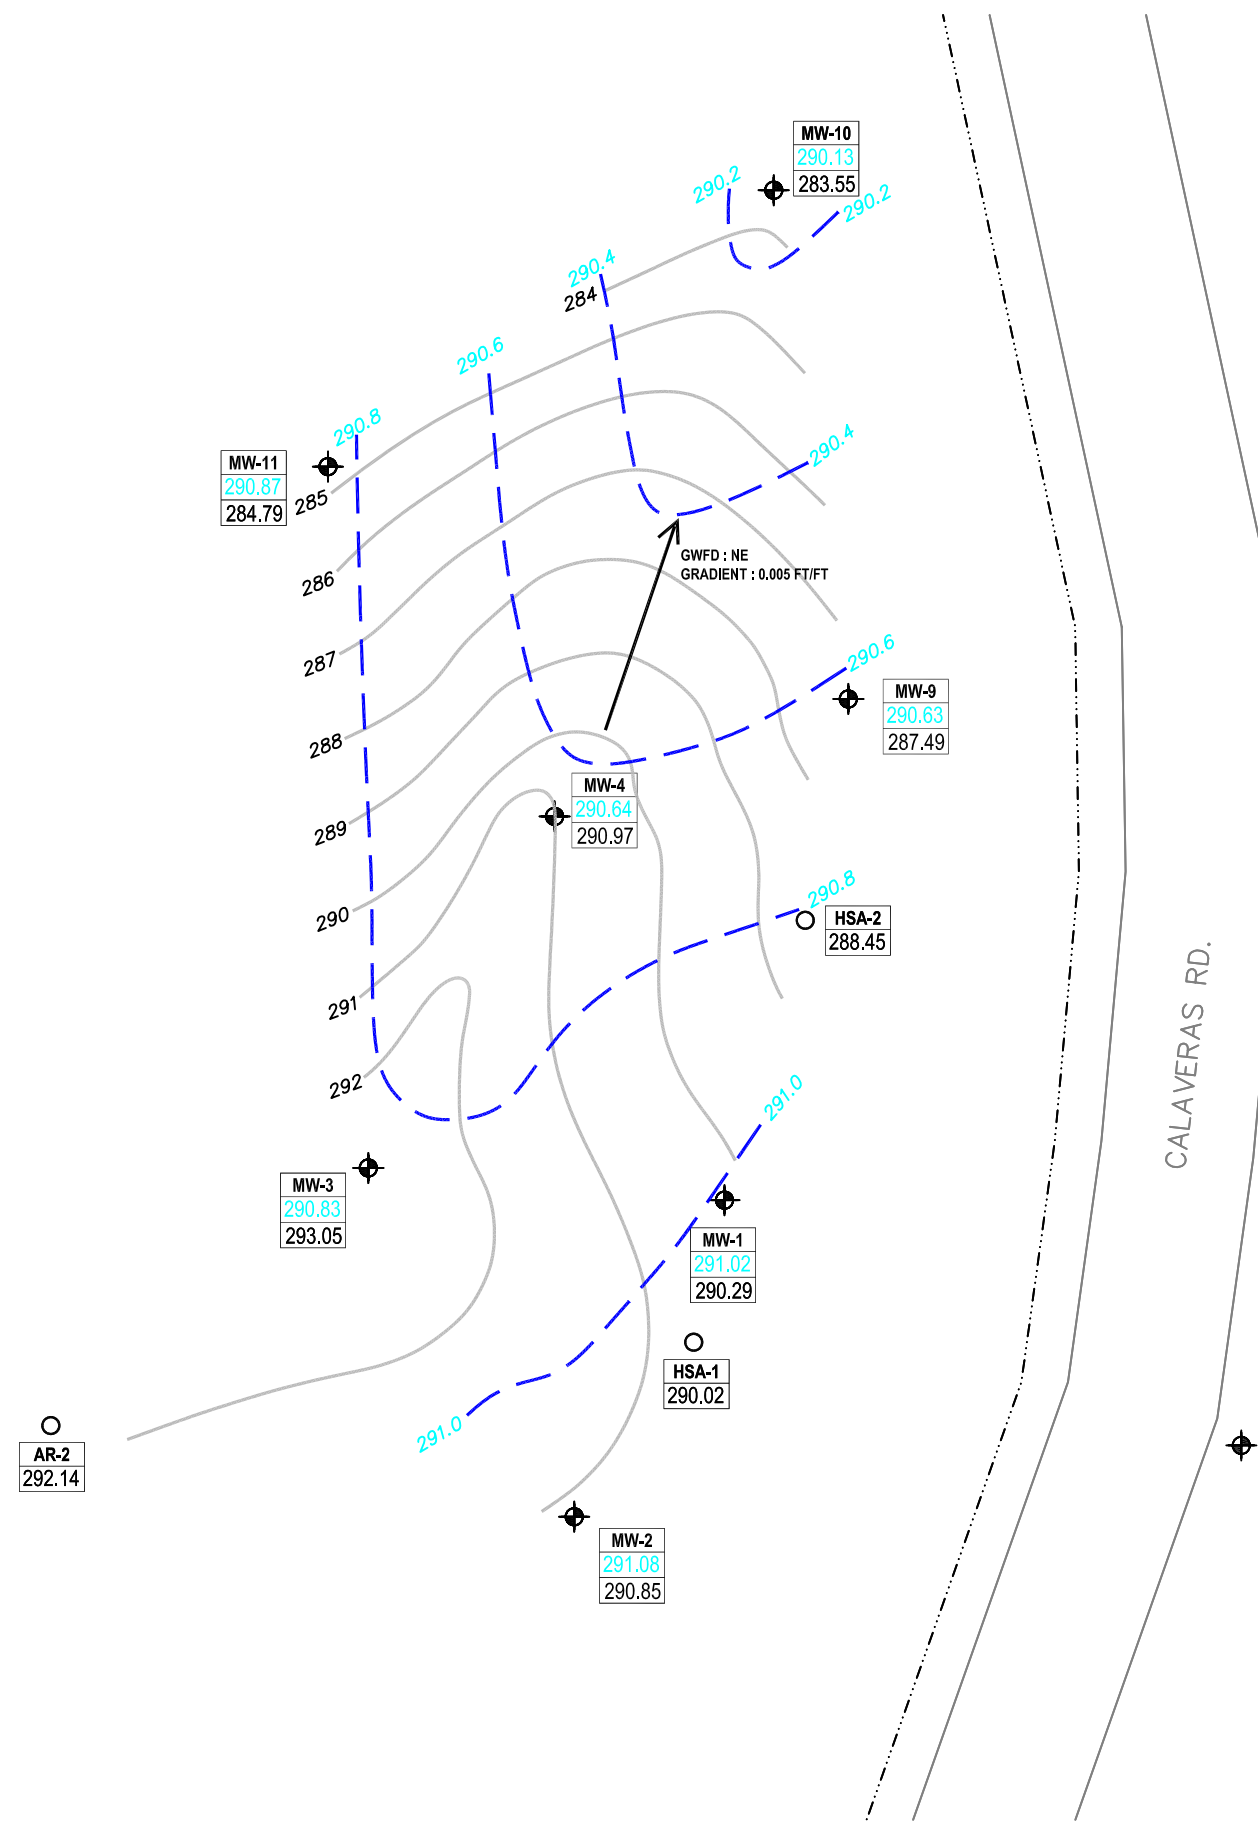 MW-10
290.13
283.55
290.2
290.2
290.4
284
290.6
290.8
290.4
MW-11
290.87
284.79
285
GWFD : NE
GRADIENT : 0.005 FT/FT
286
287
290.6
MW-9
290.63
287.49
288
MW-4
290.64
290.97
289
290.8
HSA-2
288.45
290
291
CALAVERAS RD.
292
291.0
MW-3
290.83
293.05
MW-1
291.02
290.29
HSA-1
290.02
291.0
AR-2
292.14
MW-2
291.08
290.85